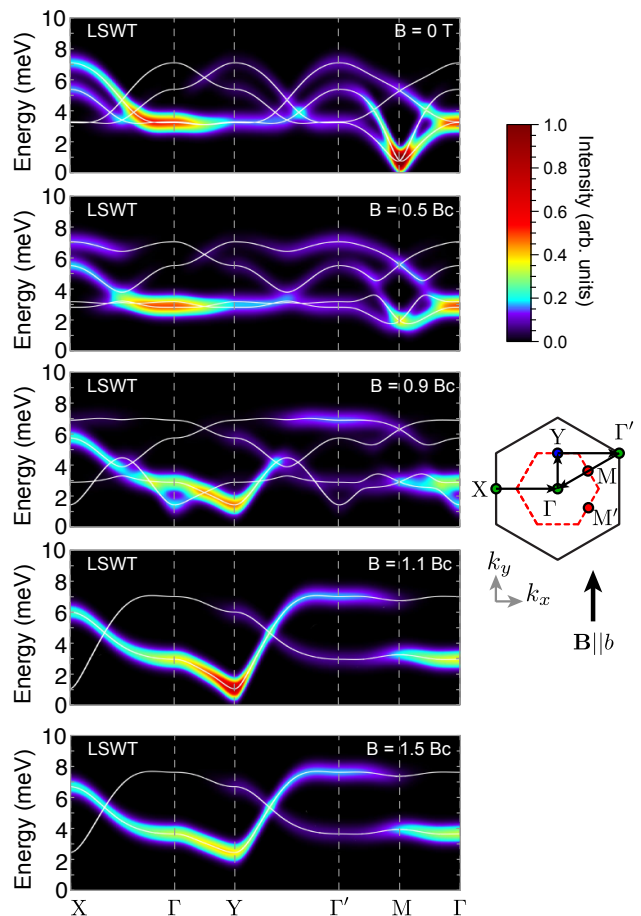 10
8
6
4
2
0
Energy (meV)
LSWT
B = 0 T
10
8
6
4
2
0
Energy (meV)
LSWT
B = 0.5 Bc
10
8
6
4
2
0
Energy (meV)
LSWT
B = 0.9 Bc
10
8
6
4
2
0
Energy (meV)
LSWT
B = 1.1 Bc
10
8
6
4
2
0
Energy (meV)
LSWT
B = 1.5 Bc
X Γ Y Γ′ M Γ
1.0
0.8
0.6
0.4
0.2
0.0
Intensity (arb. units)
Y Γ′
X Γ M
M′
k_y
k_x
B||b